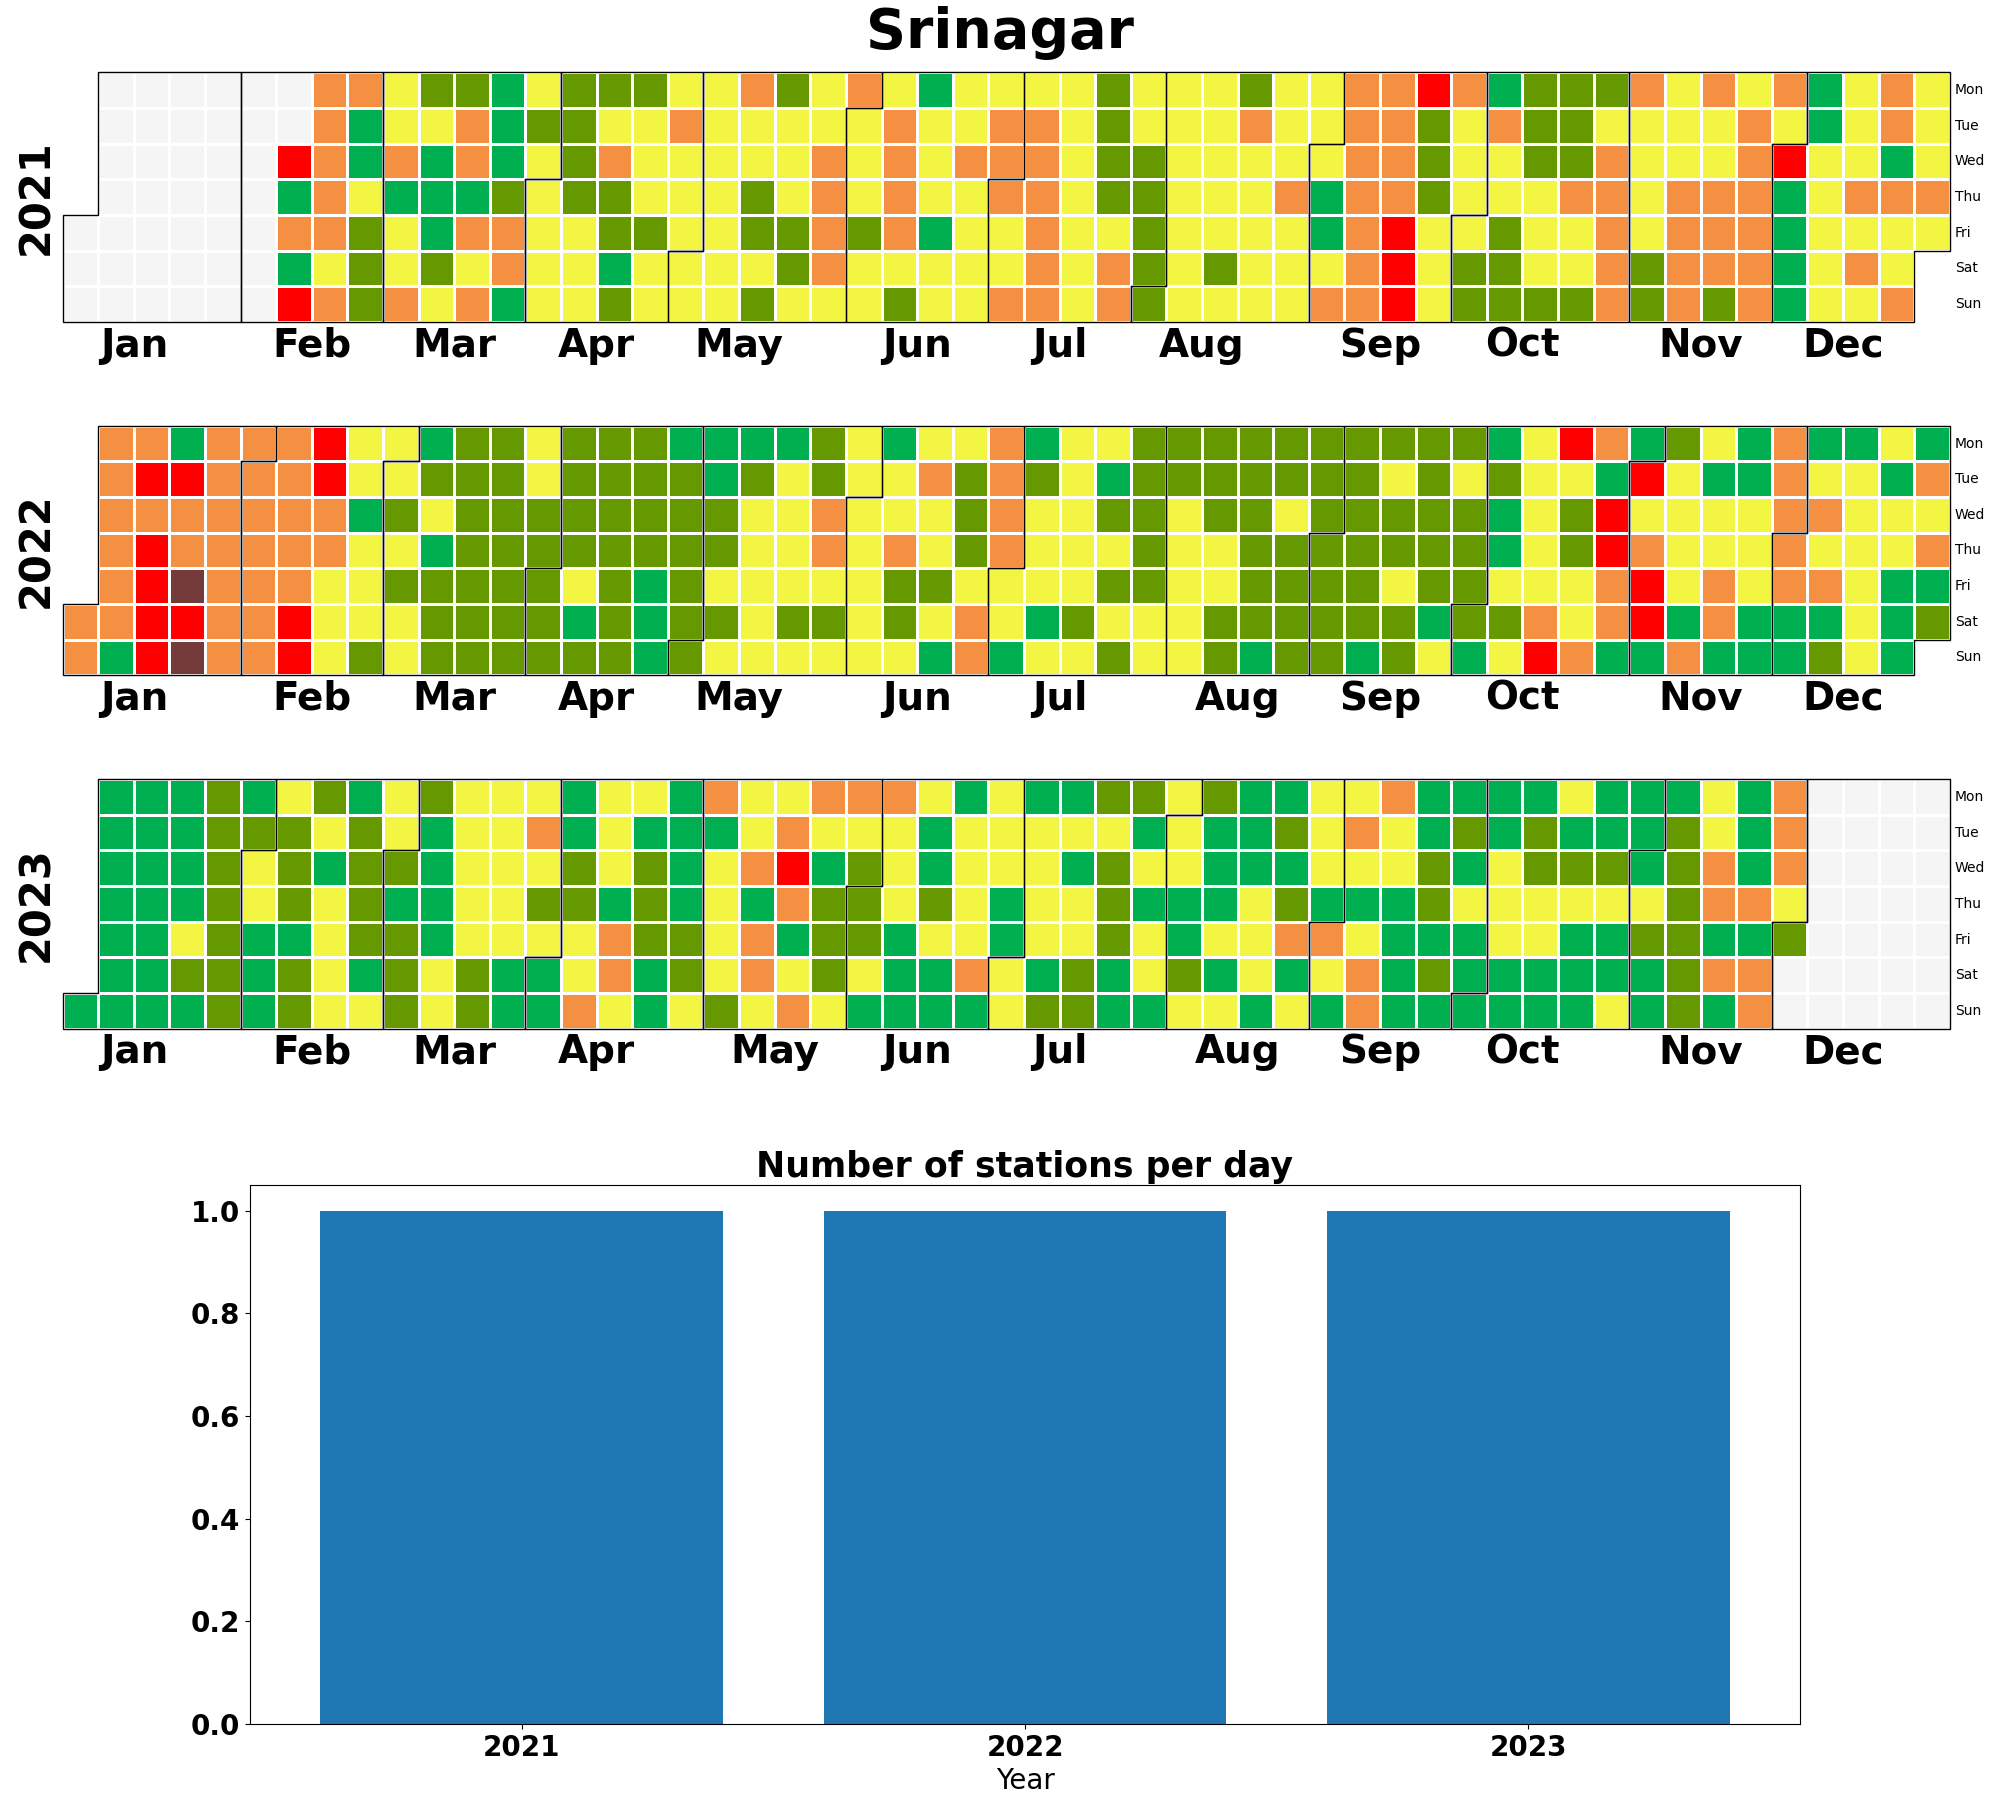 Srinagar
2021
Mon
Tue
Wed
Thu
Fri
Sat
Sun
Jan Feb Mar Apr May Jun Jul Aug Sep Oct Nov Dec
2022
Mon
Tue
Wed
Thu
Fri
Sat
Sun
Jan Feb Mar Apr May Jun Jul Aug Sep Oct Nov Dec
2023
Mon
Tue
Wed
Thu
Fri
Sat
Sun
Jan Feb Mar Apr May Jun Jul Aug Sep Oct Nov Dec
Number of stations per day
1.0
0.8
0.6
0.4
0.2
0.0
2021 2022 2023
Year